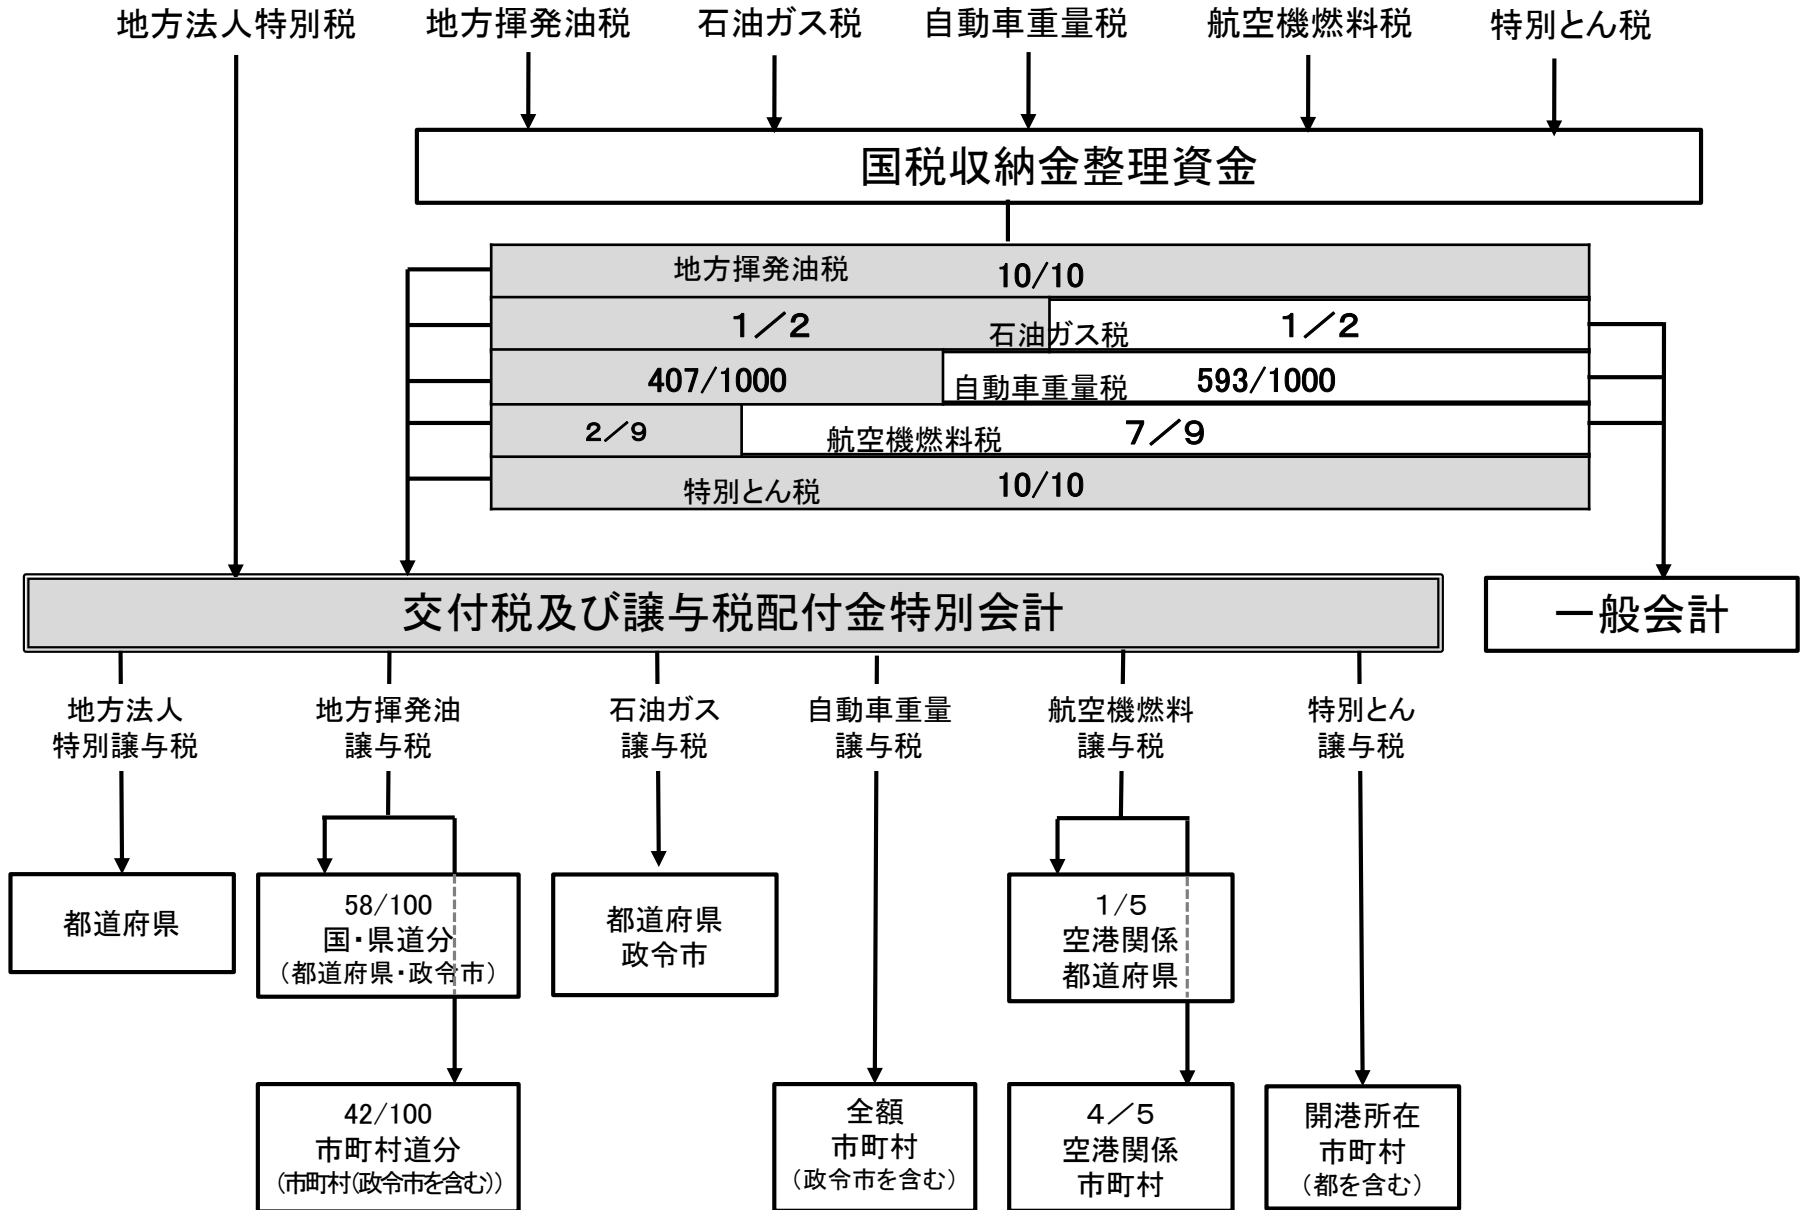 地方法人特別税
地方揮発油税
石油ガス税
自動車重量税
航空機燃料税
特別とん税
国税収納金整理資金
地方揮発油税 10/10
1／2 石油ガス税 1／2
407/1000 自動車重量税 593/1000
2／9 航空機燃料税 7／9
特別とん税 10/10
交付税及び譲与税配付金特別会計
一般会計
地方法人
特別譲与税
地方揮発油
譲与税
石油ガス
譲与税
自動車重量
譲与税
航空機燃料
譲与税
特別とん
譲与税
都道府県
58/100
国・県道分
（都道府県・政令市）
都道府県
政令市
1/5
空港関係
都道府県
42/100
市町村道分
(市町村(政令市を含む))
全額
市町村
（政令市を含む）
4／5
空港関係
市町村
開港所在
市町村
（都を含む）